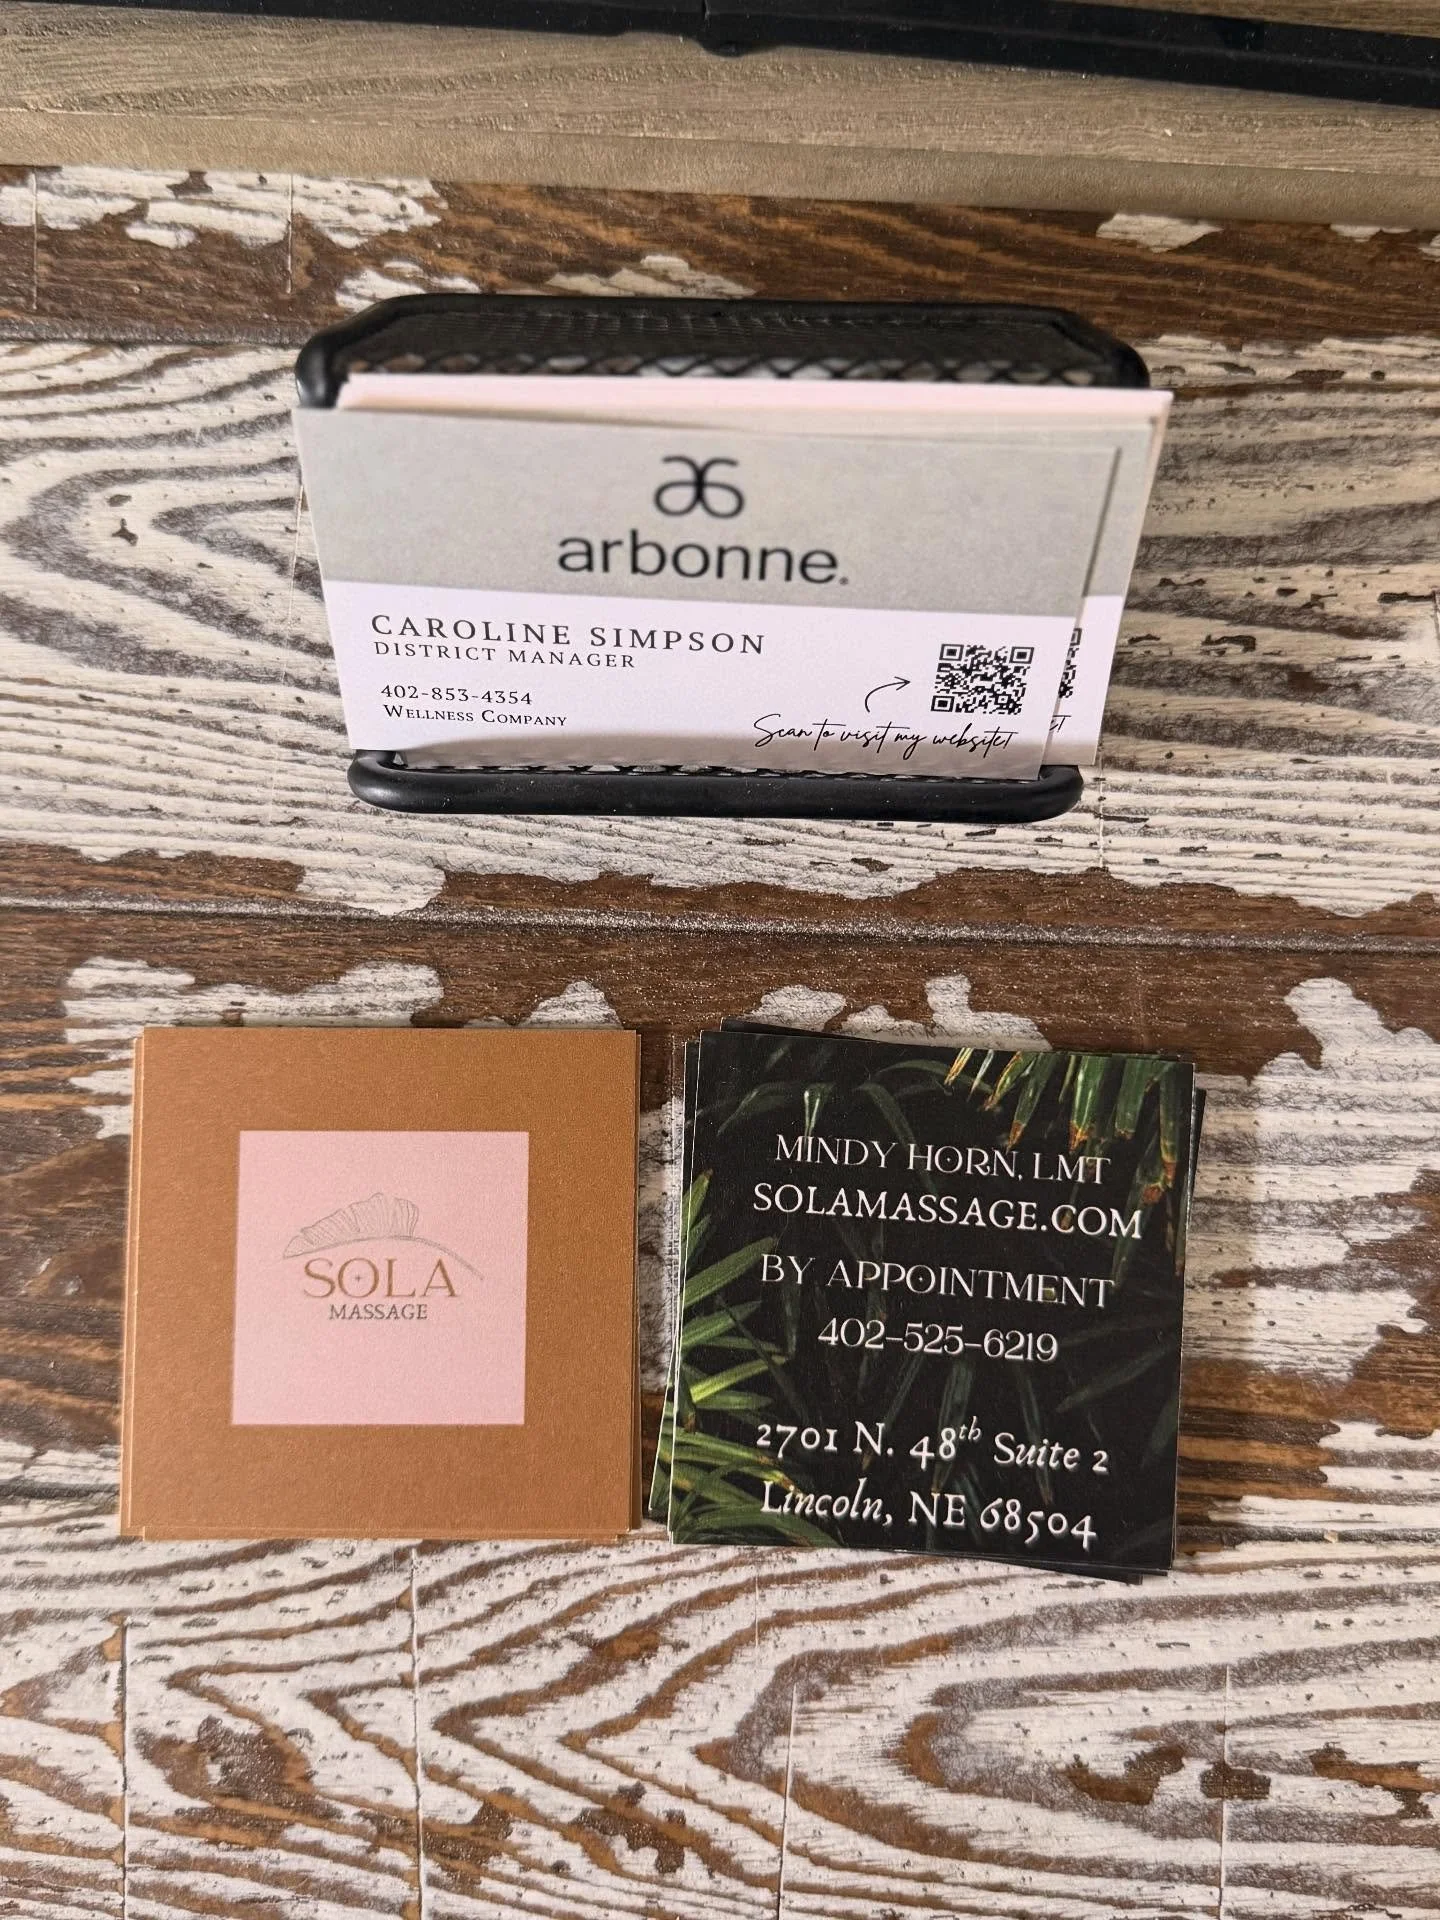 arbonne®
CAROLINE SIMPSON
DISTRICT MANAGER
402-853-4354
WELLNESS COMPANY
Scan to visit my website!
SOLA
MASSAGE
MINDY HORN, LMT
SOLAMASSAGE.COM
BY APPOINTMENT
402-525-6219
2701 N. 48th Suite 2
Lincoln, NE 68504